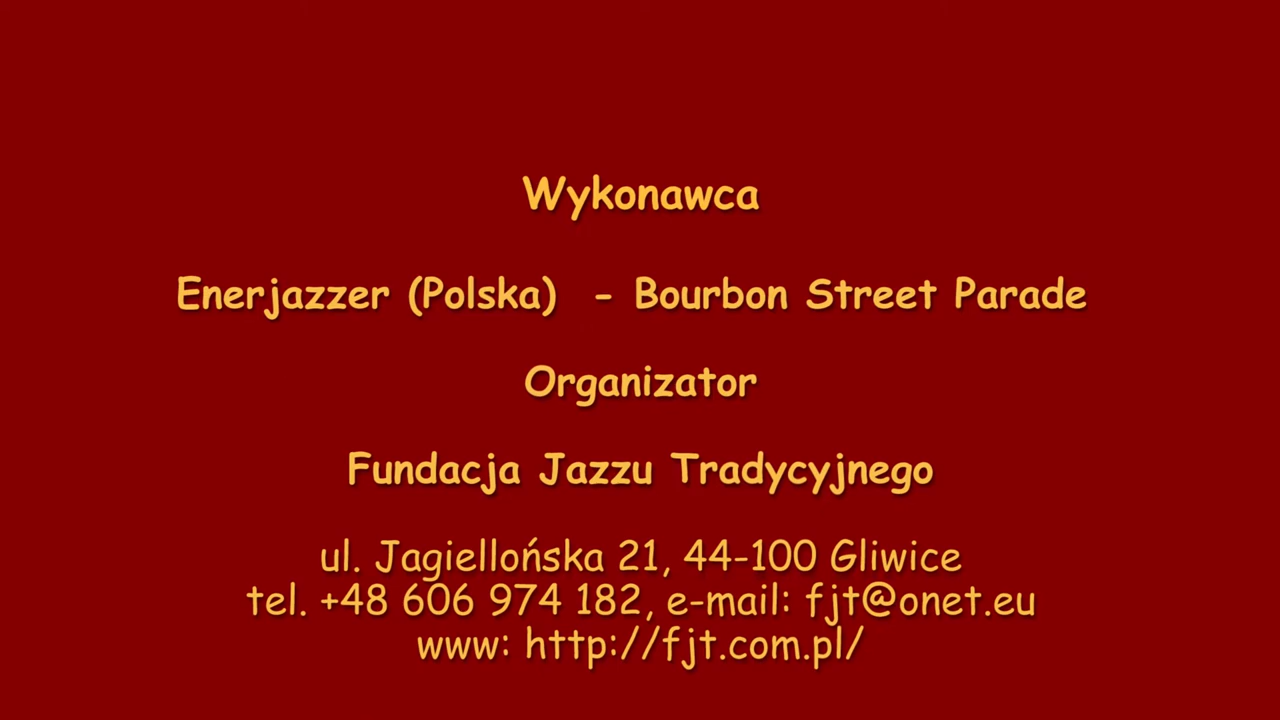 Wykonawca
Enerjazzer (Polska) - Bourbon Street Parade
Organizator
Fundacja Jazzu Tradycyjnego
ul. Jagiellońska 21, 44-100 Gliwice
tel. +48 606 974 182, e-mail: fjt@onet.eu
www: http://fjt.com.pl/